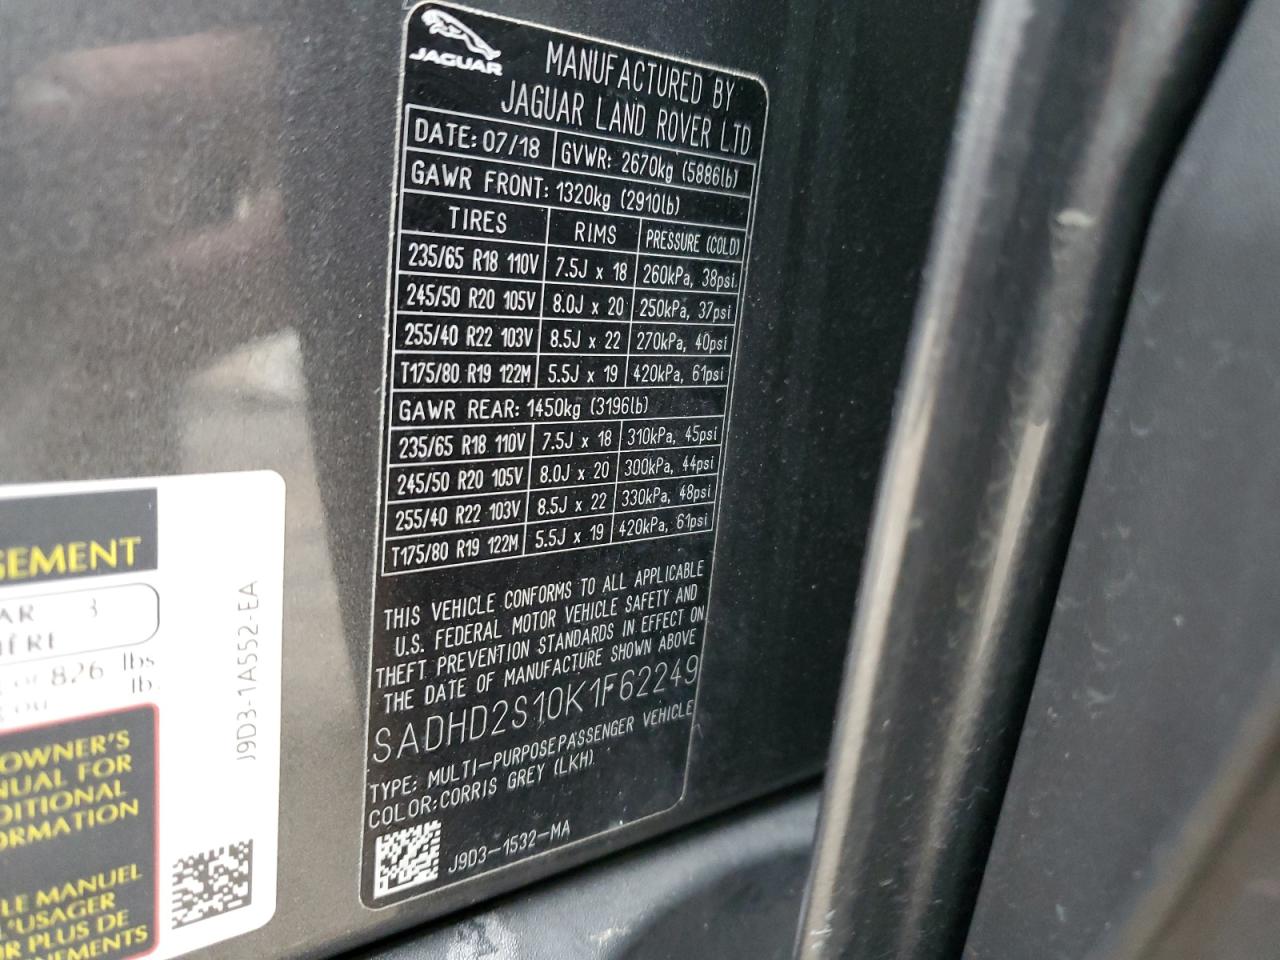 JAGUAR
MANUFACTURED BY
JAGUAR LAND ROVER LTD
DATE: 07/18 GVWR: 2670kg (5886lb)
GAWR FRONT: 1320kg (2910lb)
TIRES RIMS PRESSURE (COLD)
235/65 R18 110V 7.5J x 18 260kPa, 38psi
245/50 R20 105V 8.0J x 20 250kPa, 37psi
255/40 R22 103V 8.5J x 22 270kPa, 40psi
T175/80 R19 122M 5.5J x 19 420kPa, 61psi
GAWR REAR: 1450kg (3196lb)
235/65 R18 110V 7.5J x 18 310kPa, 45psi
245/50 R20 105V 8.0J x 20 300kPa, 44psi
255/40 R22 103V 8.5J x 22 330kPa, 48psi
T175/80 R19 122M 5.5J x 19 420kPa, 61psi
THIS VEHICLE CONFORMS TO ALL APPLICABLE
U.S. FEDERAL MOTOR VEHICLE SAFETY AND
THEFT PREVENTION STANDARDS IN EFFECT ON
THE DATE OF MANUFACTURE SHOWN ABOVE
SADHD2S10K1F62249
TYPE: MULTI-PURPOSE PASSENGER VEHICLE
COLOR: CORRIS GREY (LKH)
J9D3-1532-MA
SEMENT
AR 3
826 lbs
lb.
OWNER'S
NUAL FOR
DITIONAL
ORMATION
LE MANUEL
L'USAGER
R PLUS DE
NEMENTS
J9D3-1A552-EA